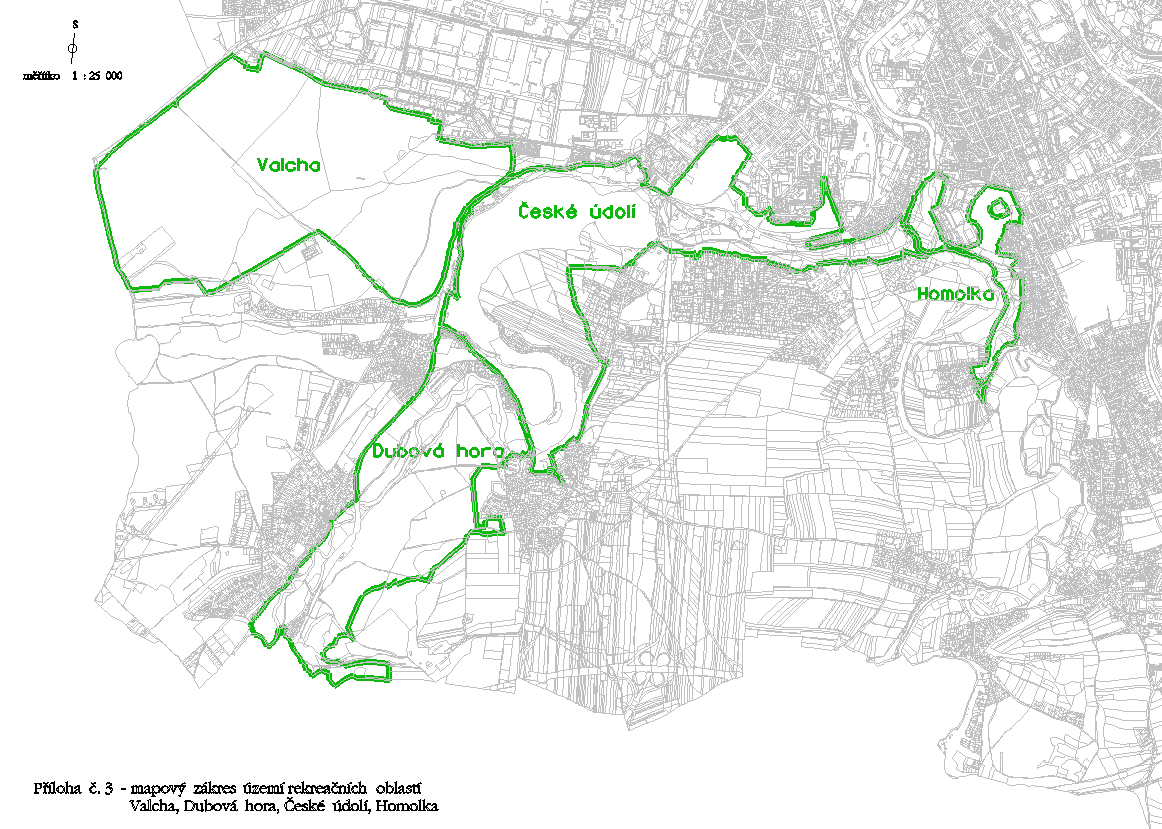 S
měřítko 1 : 25 000
Valcha
České údolí
Homolka
Dubová hora
Příloha č. 3 - mapový zákres území rekreačních oblastí
Valcha, Dubová hora, České údolí, Homolka